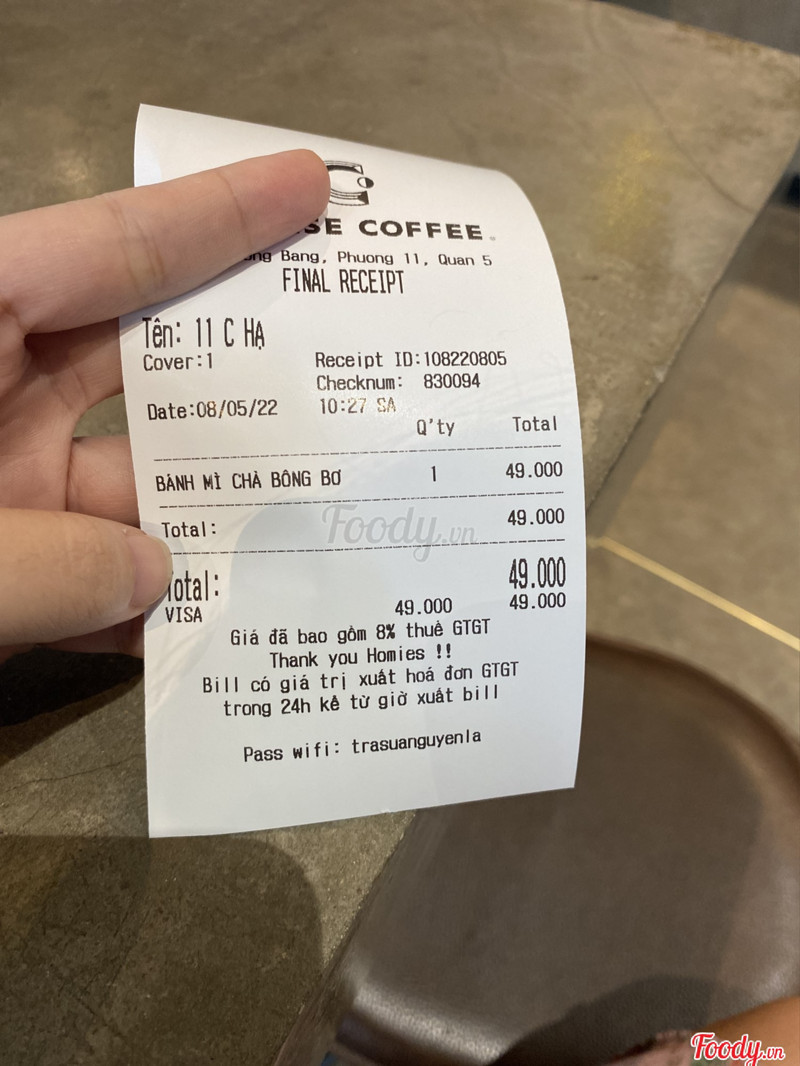 COFFEE
Bang, Phuong 11, Quan 5
FINAL RECEIPT
Tên: 11 C HẠ
Cover:1
Receipt ID:108220805
Checknum: 830094
Date:08/05/22 10:27 SA
Q'ty Total
BÁNH MÌ CHÀ BÔNG BƠ 1 49.000
Total: 49.000
Foody.vn
Total: 49.000
VISA 49.000 49.000
Giá đã bao gồm 8% thuế GTGT
Thank you Homies !!
Bill có giá trị xuất hoá đơn GTGT
trong 24h kể từ giờ xuất bill
Pass wifi: trasuanguyenla
Foody.vn